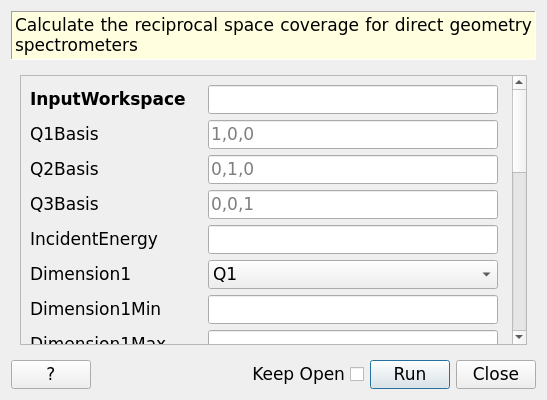 Calculate the reciprocal space coverage for direct geometry
spectrometers
InputWorkspace
Q1Basis 1,0,0
Q2Basis 0,1,0
Q3Basis 0,0,1
IncidentEnergy
Dimension1 Q1
Dimension1Min
Dimension1Max
? Keep Open Run Close